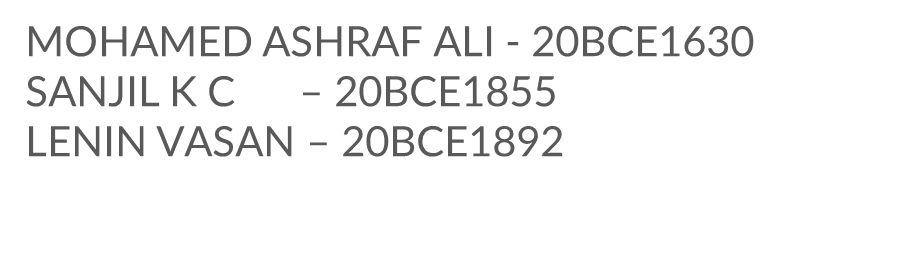 MOHAMED ASHRAF ALI - 20BCE1630
SANJIL K C – 20BCE1855
LENIN VASAN – 20BCE1892